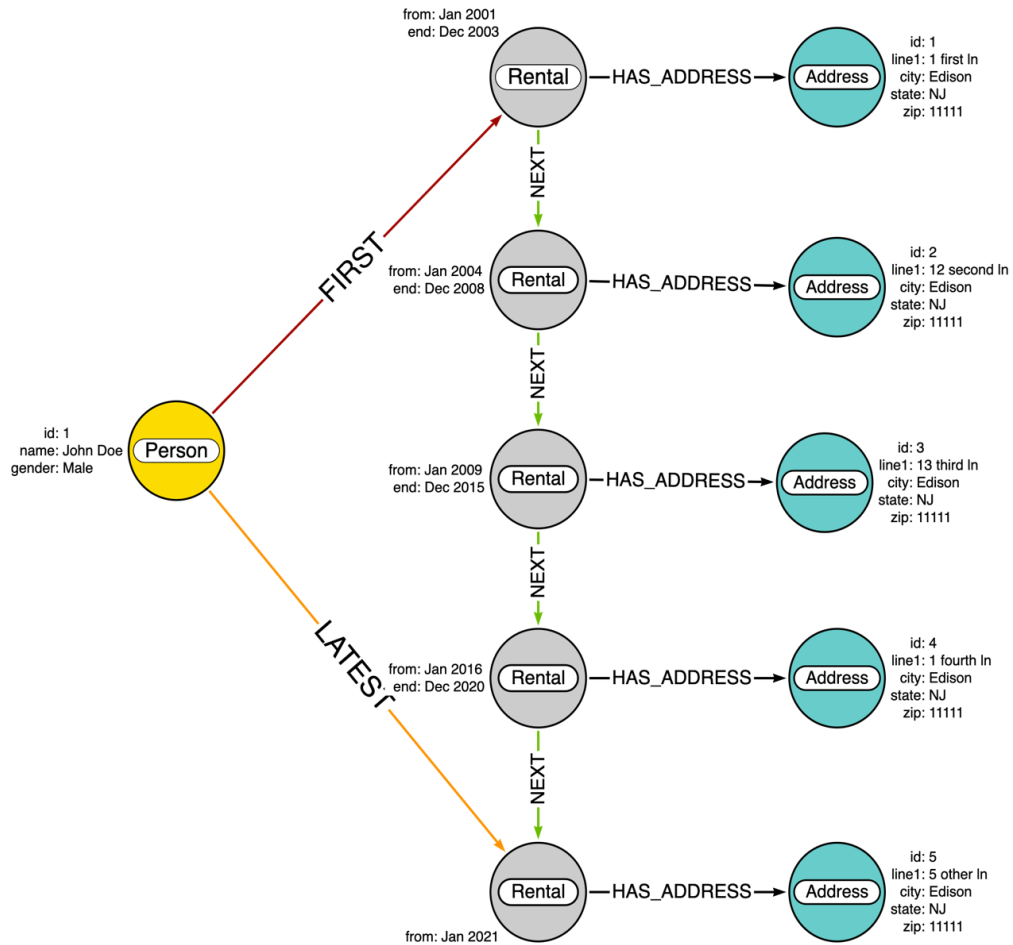 from: Jan 2001
end: Dec 2003
Rental
HAS_ADDRESS
Address
id: 1
line1: 1 first ln
city: Edison
state: NJ
zip: 11111
NEXT
FIRST
from: Jan 2004
end: Dec 2008
Rental
HAS_ADDRESS
Address
id: 2
line1: 12 second ln
city: Edison
state: NJ
zip: 11111
NEXT
id: 1
name: John Doe
gender: Male
Person
from: Jan 2009
end: Dec 2015
Rental
HAS_ADDRESS
Address
id: 3
line1: 13 third ln
city: Edison
state: NJ
zip: 11111
NEXT
LATEST
from: Jan 2016
end: Dec 2020
Rental
HAS_ADDRESS
Address
id: 4
line1: 1 fourth ln
city: Edison
state: NJ
zip: 11111
NEXT
from: Jan 2021
Rental
HAS_ADDRESS
Address
id: 5
line1: 5 other ln
city: Edison
state: NJ
zip: 11111